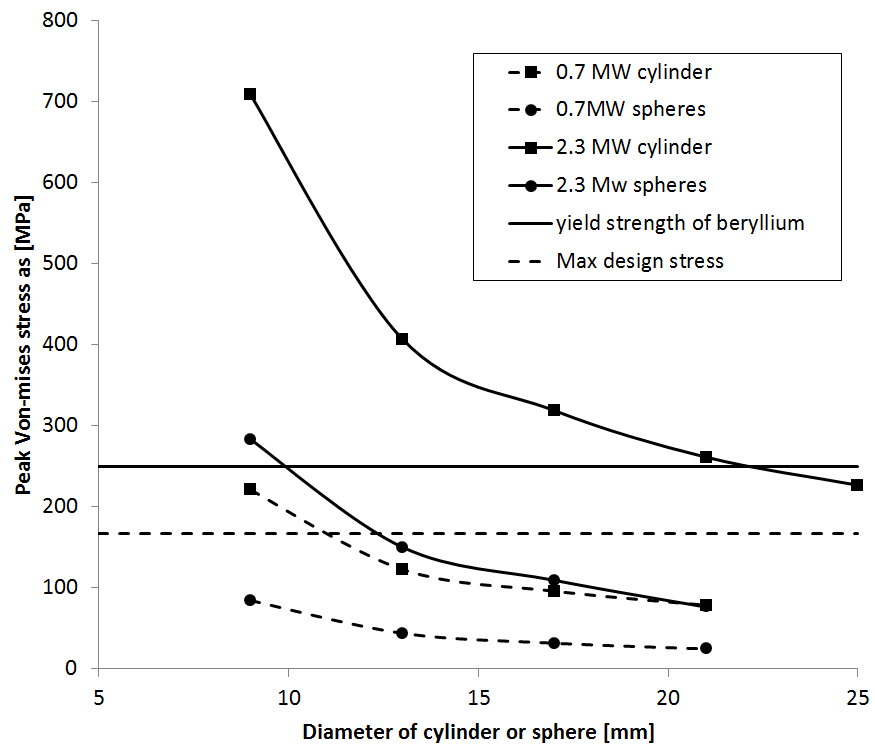 800
700
600
500
400
300
200
100
0
5
10
15
20
25
Peak Von-mises stress as [MPa]
Diameter of cylinder or sphere [mm]
0.7 MW cylinder
0.7MW spheres
2.3 MW cylinder
2.3 Mw spheres
yield strength of beryllium
Max design stress